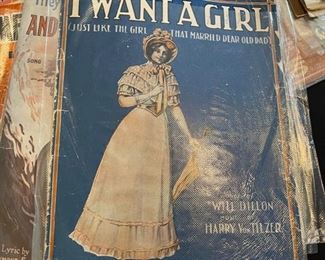 I WANT A GIRL
(JUST LIKE THE GIRL THAT MARRIED DEAR OLD DAD)
WILL DILLON
HARRY VON TILZER
AND
SONG
Lyric by